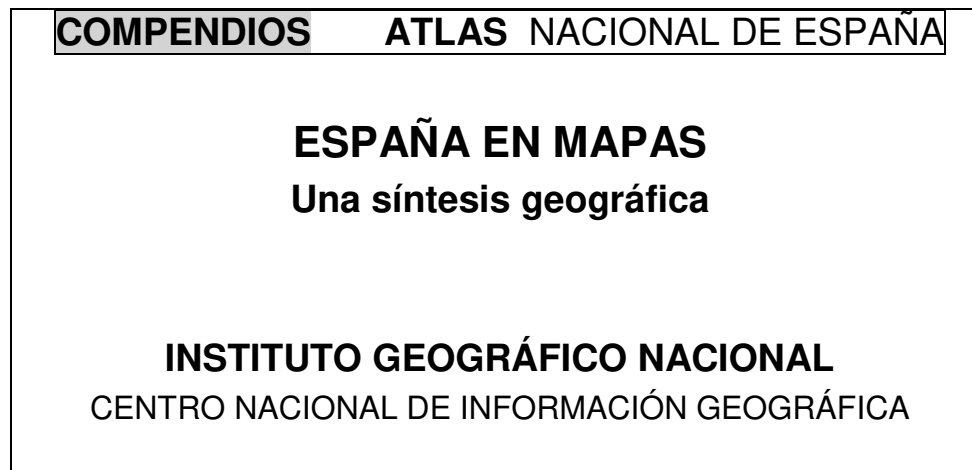 COMPENDIOS ATLAS NACIONAL DE ESPAÑA
ESPAÑA EN MAPAS
Una síntesis geográfica
INSTITUTO GEOGRÁFICO NACIONAL
CENTRO NACIONAL DE INFORMACIÓN GEOGRÁFICA